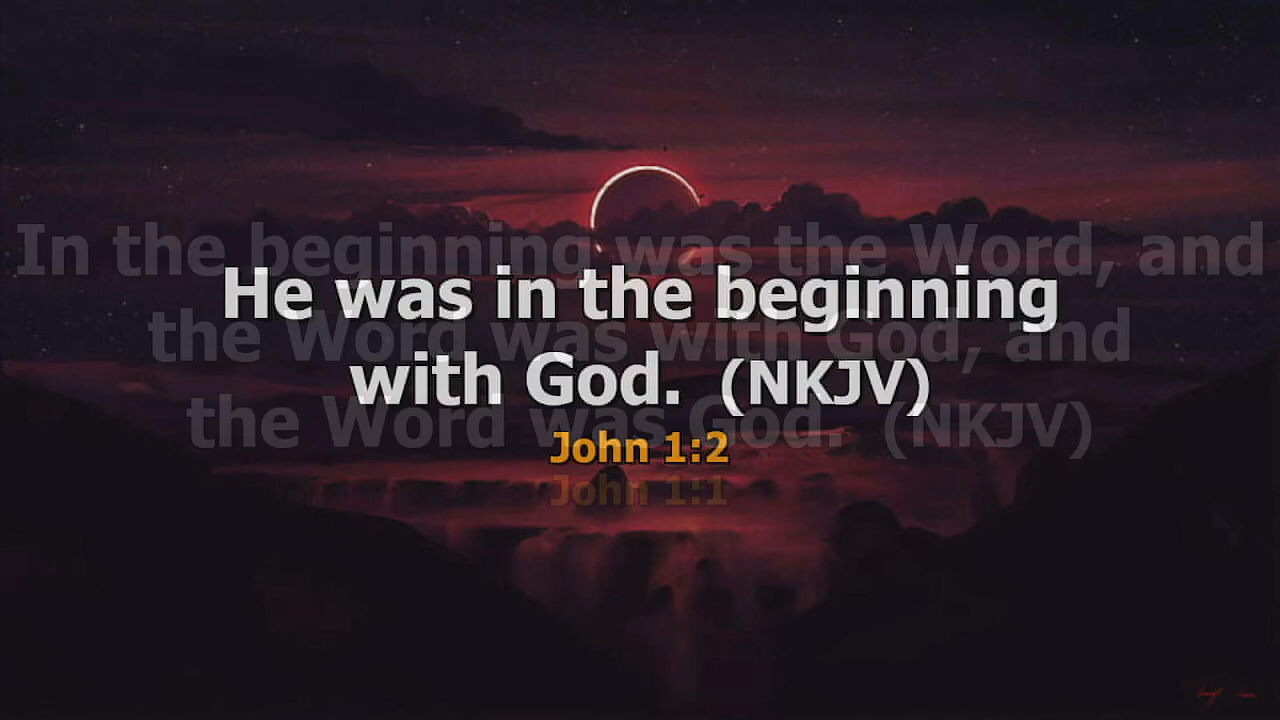 In the beginning was the Word, and
He was in the beginning
the Word was with God, and
with God. (NKJV)
the Word was God. (NKJV)
John 1:2
John 1:1